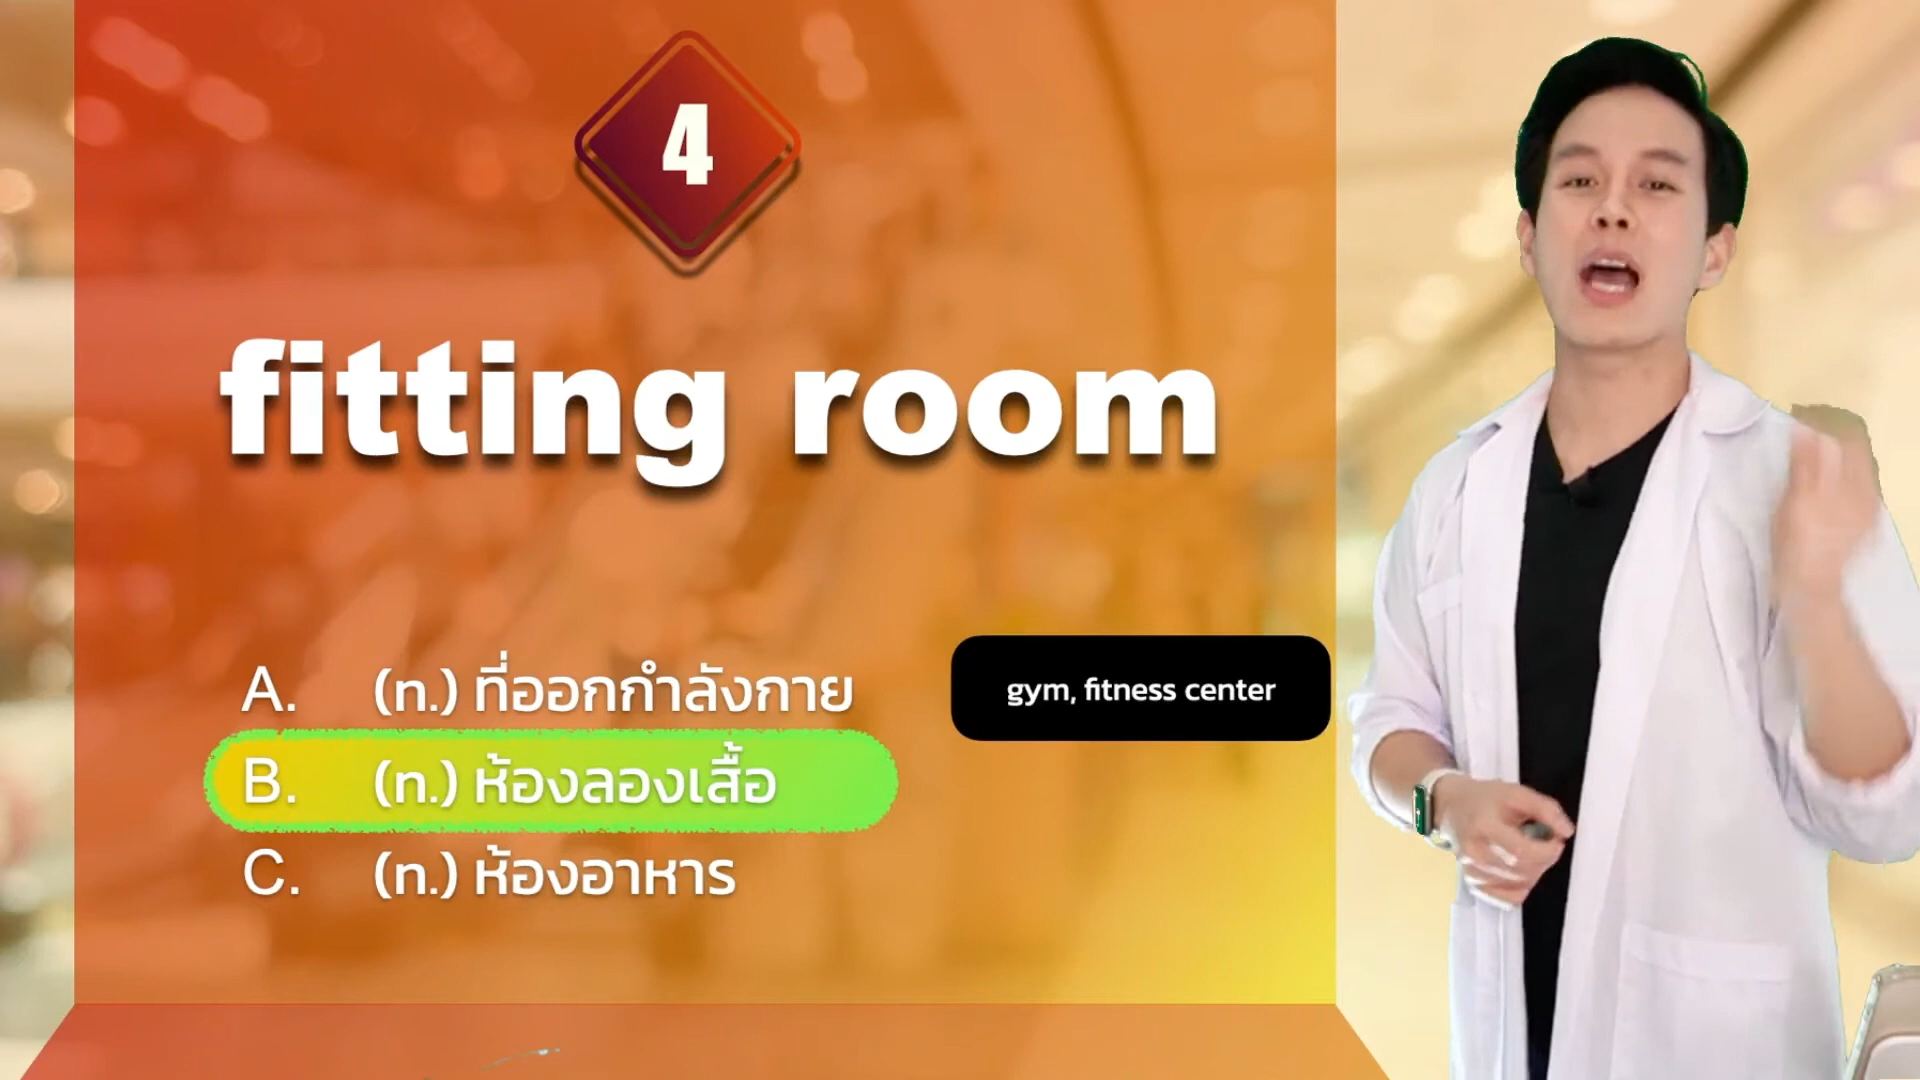 4
fitting room
A. (n.) ที่ออกกำลังกาย
gym, fitness center
B. (n.) ห้องลองเสื้อ
C. (n.) ห้องอาหาร